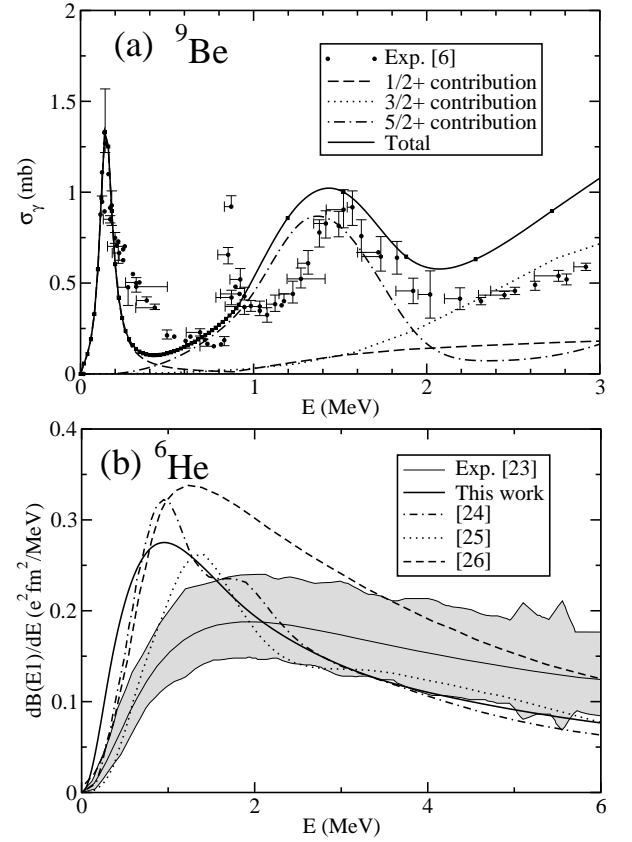 (a) ⁹Be
Exp. [6]
1/2+ contribution
3/2+ contribution
5/2+ contribution
Total
2
1.5
1
0.5
0
σγ (mb)
0 1 2 3
E (MeV)
(b) ⁶He
Exp. [23]
This work
[24]
[25]
[26]
0.4
0.3
0.2
0.1
0
dB(E1)/dE (e²fm²/MeV)
0 2 4 6
E (MeV)